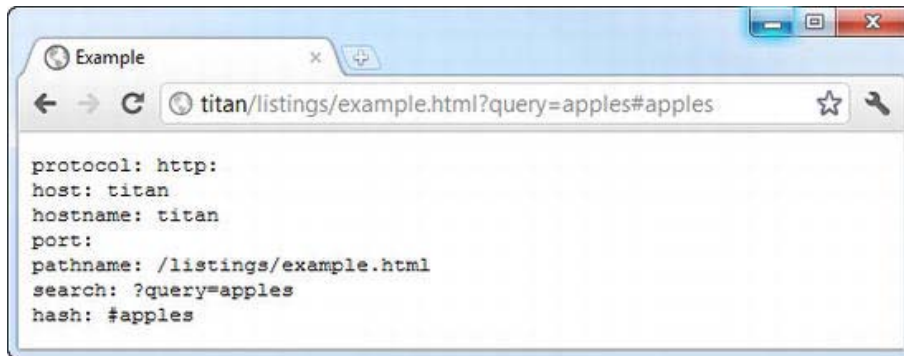 Example
titan/listings/example.html?query=apples#apples
protocol: http:
host: titan
hostname: titan
port:
pathname: /listings/example.html
search: ?query=apples
hash: #apples